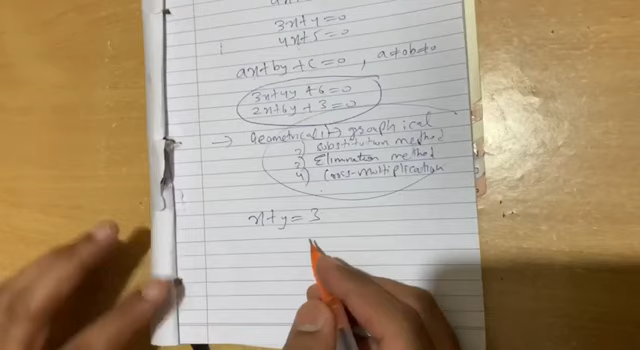 3x+y=0
4x+5=0
ax+by+c=0, a≠0 b≠0
3x+4y+6=0
2x+6y+3=0
→ Geometrical 1) graphical
2) substitution method
3) Elimination method
4) Cross-multiplication
x+y=3